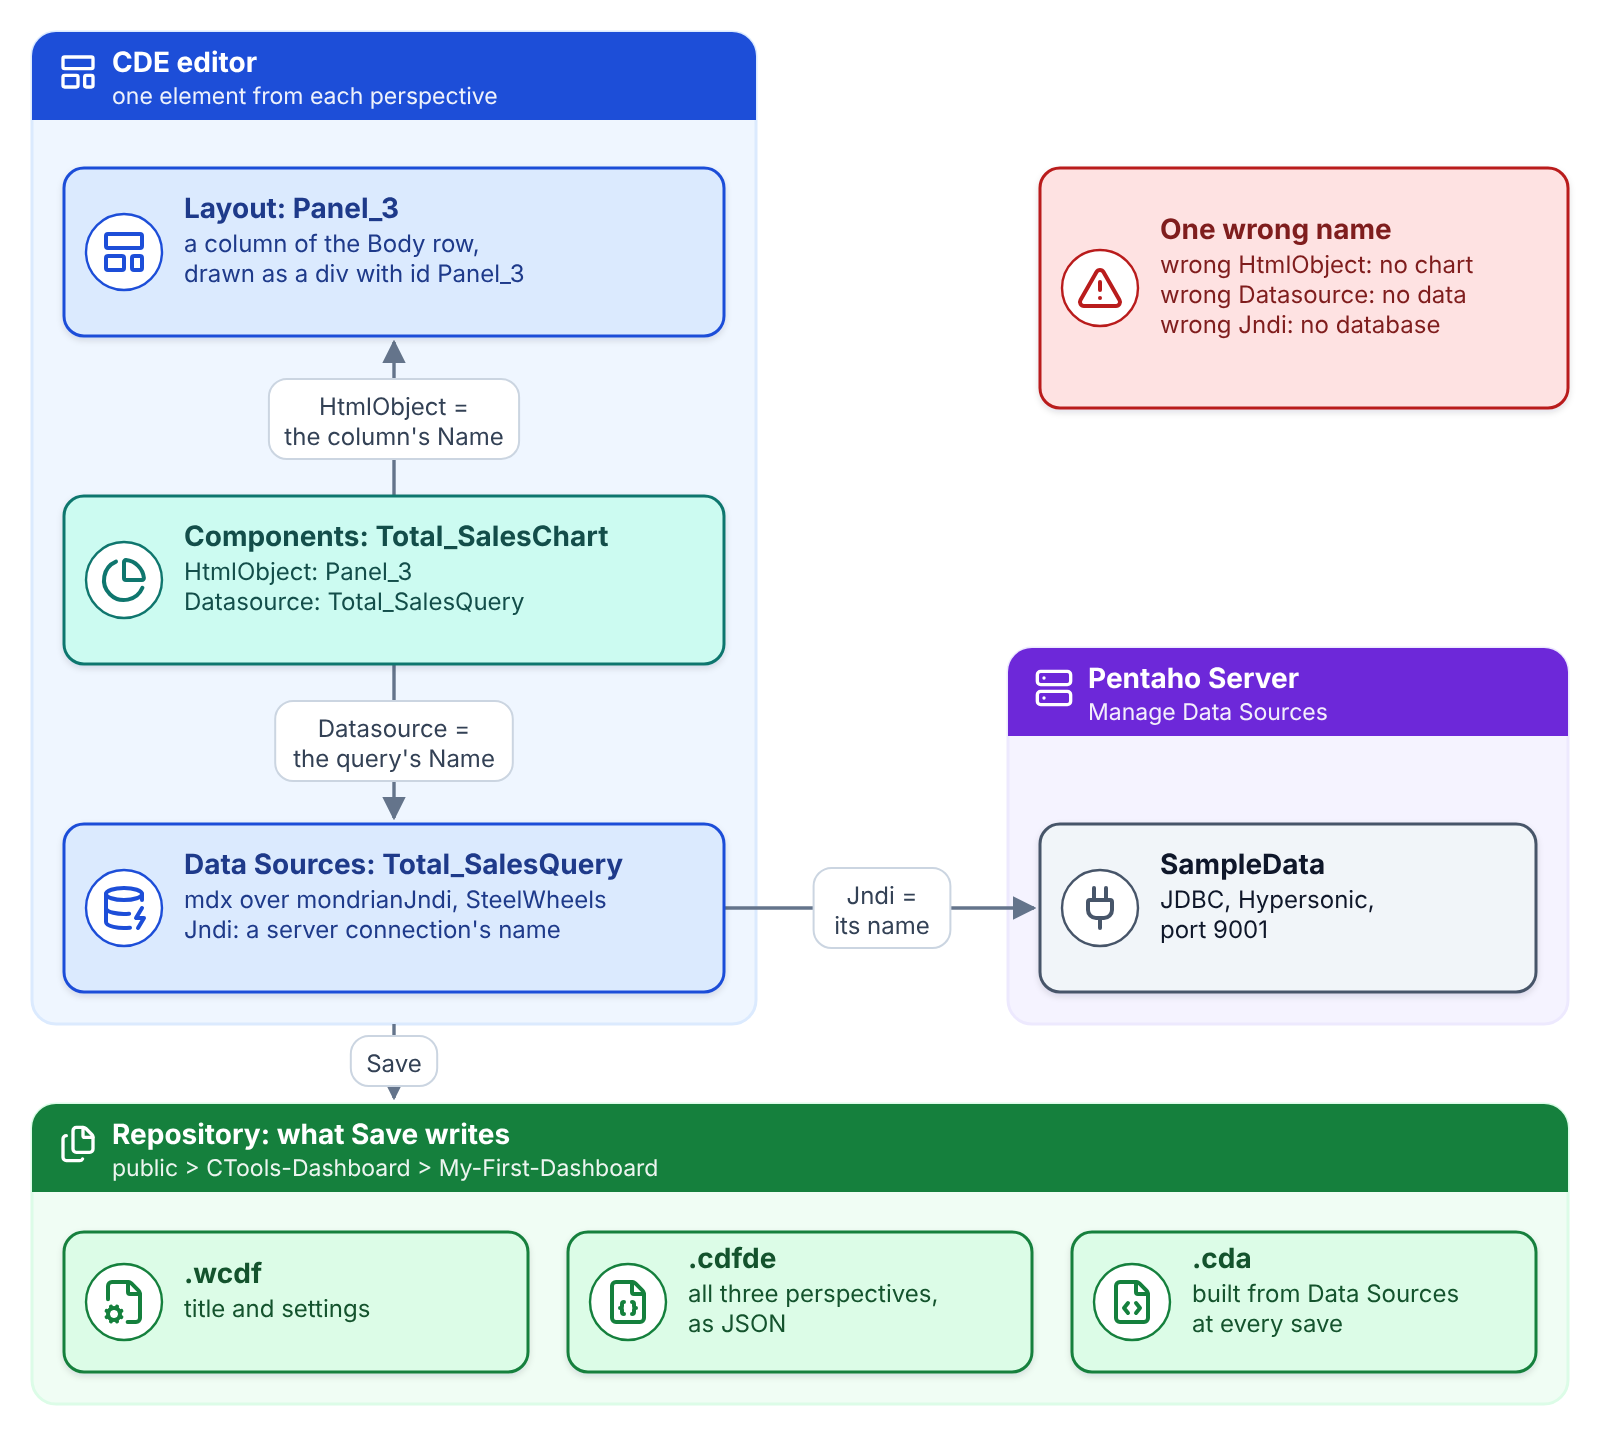 CDE editor
one element from each perspective
Layout: Panel_3
a column of the Body row,
drawn as a div with id Panel_3
HtmlObject =
the column's Name
Components: Total_SalesChart
HtmlObject: Panel_3
Datasource: Total_SalesQuery
Datasource =
the query's Name
Data Sources: Total_SalesQuery
mdx over mondrianJndi, SteelWheels
Jndi: a server connection's name
Jndi =
its name
One wrong name
wrong HtmlObject: no chart
wrong Datasource: no data
wrong Jndi: no database
Pentaho Server
Manage Data Sources
SampleData
JDBC, Hypersonic,
port 9001
Save
Repository: what Save writes
public > CTools-Dashboard > My-First-Dashboard
.wcdf
title and settings
.cdfde
all three perspectives,
as JSON
.cda
built from Data Sources
at every save